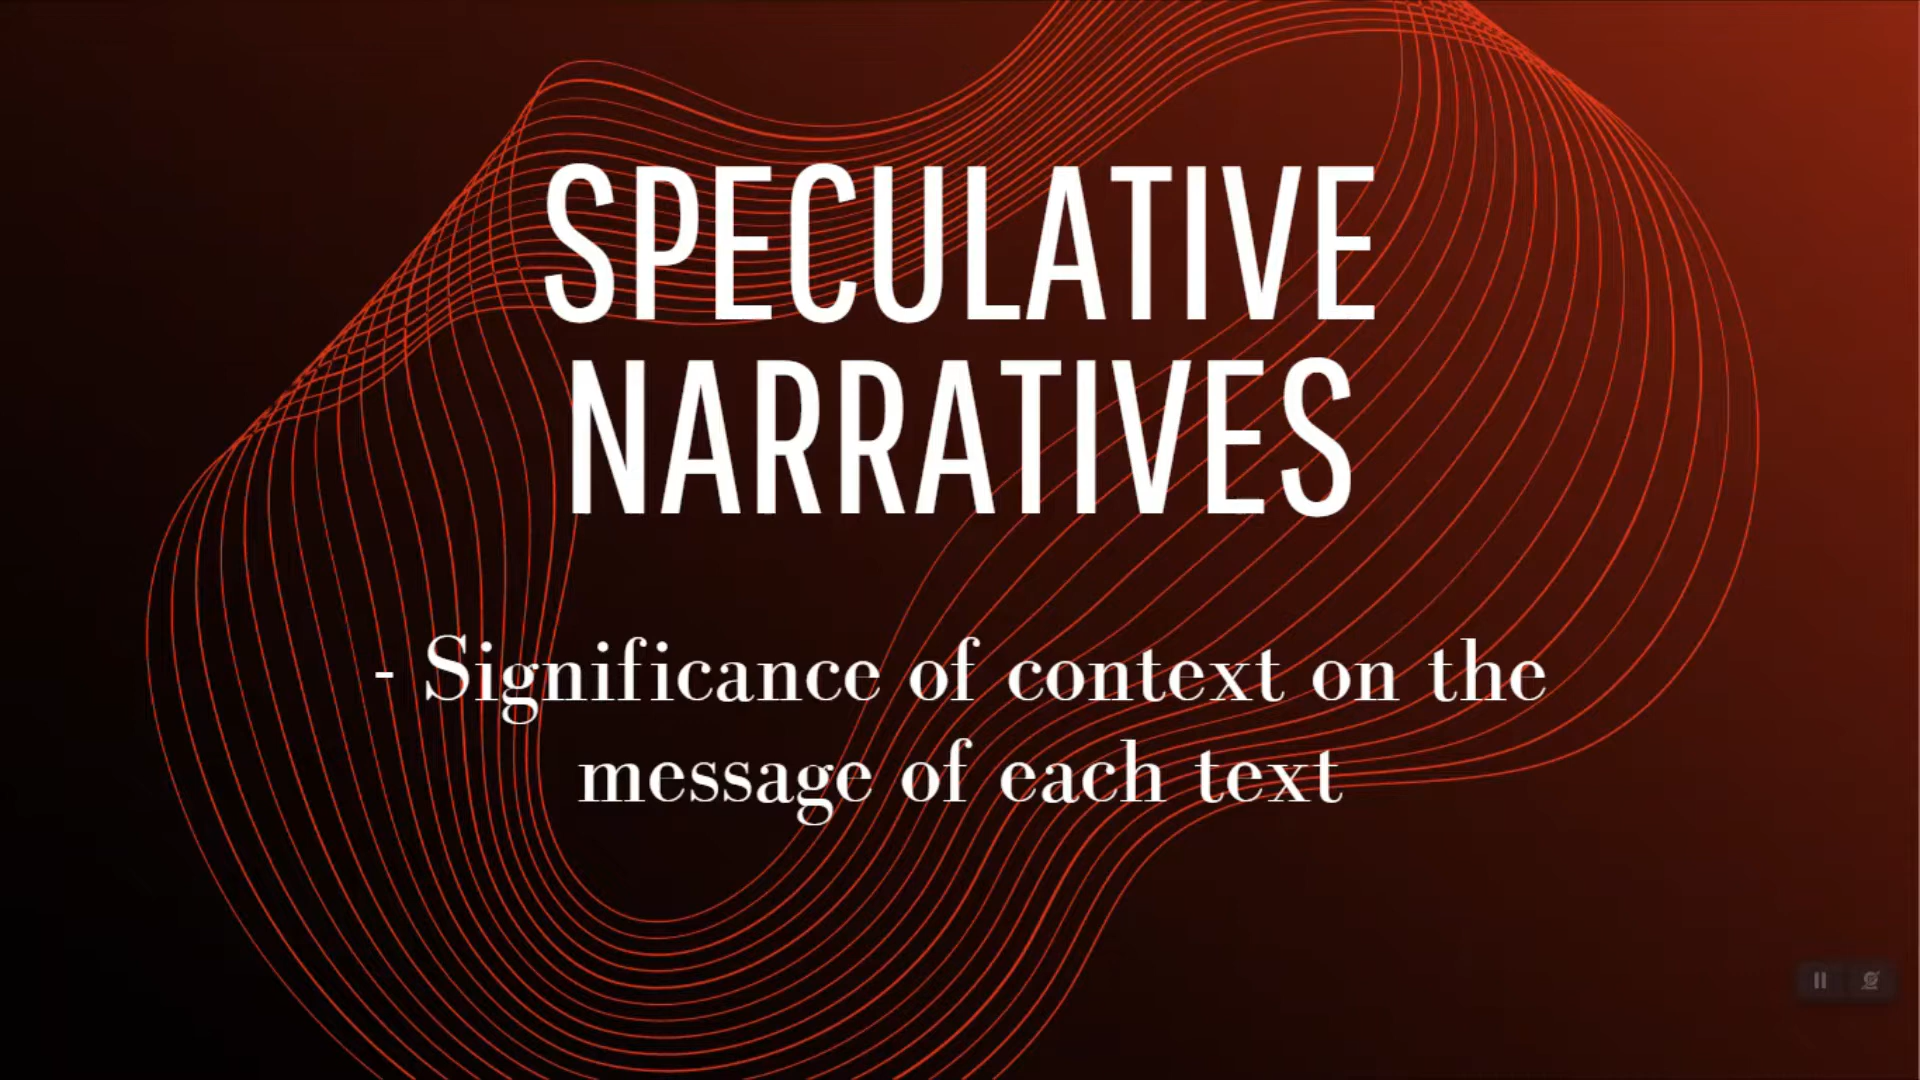 SPECULATIVE
NARRATIVES
- Significance of context on the
message of each text